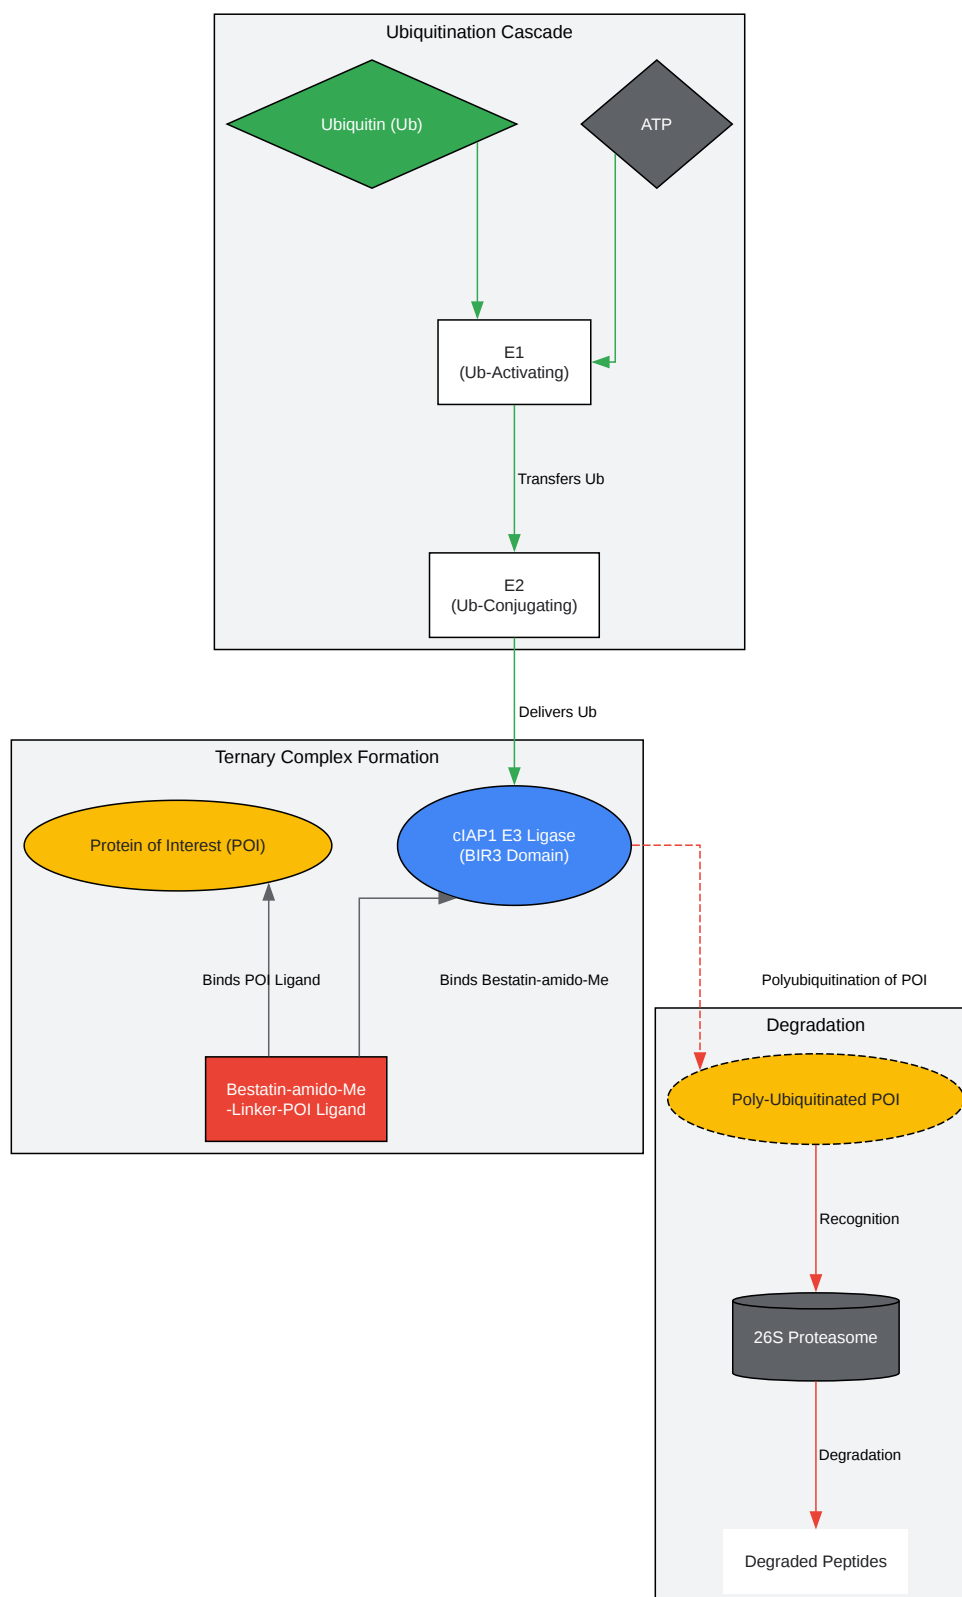 Ubiquitination Cascade
Ubiquitin (Ub)
ATP
E1
(Ub-Activating)
Transfers Ub
E2
(Ub-Conjugating)
Delivers Ub
Ternary Complex Formation
Protein of Interest (POI)
cIAP1 E3 Ligase
(BIR3 Domain)
Binds POI Ligand
Binds Bestatin-amido-Me
Polyubiquitination of POI
Bestatin-amido-Me
-Linker-POI Ligand
Degradation
Poly-Ubiquitinated POI
Recognition
26S Proteasome
Degradation
Degraded Peptides